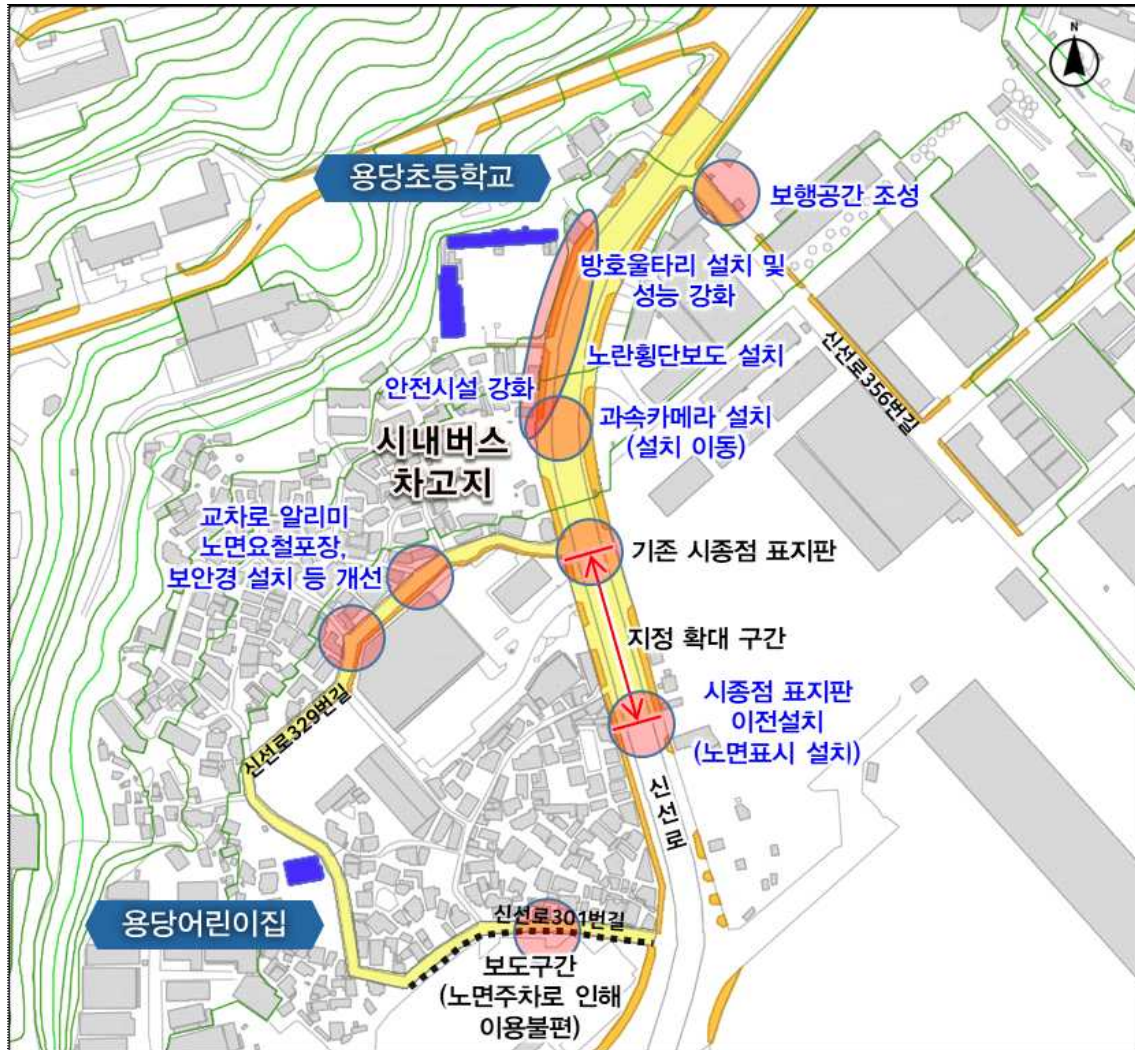 N
용당초등학교
보행공간 조성
방호울타리 설치 및
성능 강화
노란횡단보도 설치
신선로356번길
안전시설 강화
과속카메라 설치
(설치 이동)
시내버스
차고지
교차로 알리미
노면요철포장,
보안경 설치 등 개선
기존 시종점 표지판
지정 확대 구간
시종점 표지판
이전설치
(노면표시 설치)
신선로329번길
신선로
용당어린이집
신선로301번길
보도구간
(노면주차로 인해
이용불편)